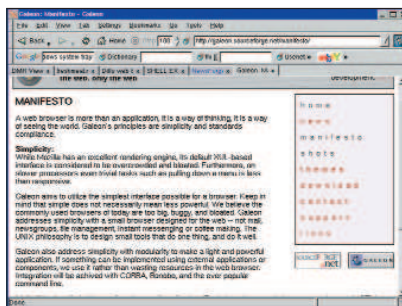 Galeon: Manifesto - Galeon
File Edit View Tab Settings Bookmarks Go Tools Help
Back Home 100 http://galeon.sourceforge.net/manifesto/
Dictionary Usenet
the web, only the web
development
MANIFESTO
A web browser is more than an application, it is a way of thinking, it is a way
of seeing the world. Galeon's principles are simplicity and standards
compliance.
Simplicity:
While Mozilla has an excellent rendering engine, its default XUL-based
interface is considered to be overcrowded and bloated. Furthermore, on
slower processors even trivial tasks such as pulling down a menu is less
than responsive.
Galeon aims to utilize the simplest interface possible for a browser. Keep in
mind that simple does not necessarily mean less powerful. We believe the
commonly used browsers of today are too big, buggy, and bloated. Galeon
addresses simplicity with a small browser designed for the web -- not mail,
newsgroups, file management, instant messenging or coffee making. The
UNIX philosophy is to design small tools that do one thing, and do it well.
Galeon also address simplicity with modularity to make a light and powerful
application. If something can be implemented using external applications or
components, we use it rather than wasting resources in the web browser.
Integration will be achived with CORBA, Bonobo, and the ever popular
command line.
home
news
manifesto
shots
themes
download
contact
support
links
Done